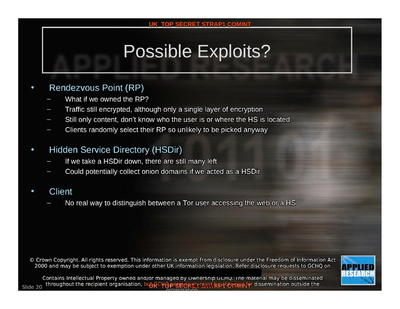 UK TOP SECRET STRAP1 COMINT
Possible Exploits?
• Rendezvous Point (RP)
– What if we owned the RP?
– Traffic still encrypted, although only a single layer of encryption
– Still only content, don't know who the user is or where the HS is located
– Clients randomly select their RP so unlikely to be picked anyway
• Hidden Service Directory (HSDir)
– If we take a HSDir down, there are still many left
– Could potentially collect onion domains if we acted as a HSDir
• Client
– No real way to distinguish between a Tor user accessing the web or a HS
© Crown Copyright. All rights reserved. This information is exempt from disclosure under the Freedom of Information Act
2000 and may be subject to exemption under other UK information legislation. Refer disclosure requests to GCHQ on
Contains Intellectual Property owned and/or managed by GCHQ. The material may be disseminated
throughout the recipient organisation, dissemination outside the
UK TOP SECRET STRAP1 COMINT
Slide 20
APPLIED
RESEARCH